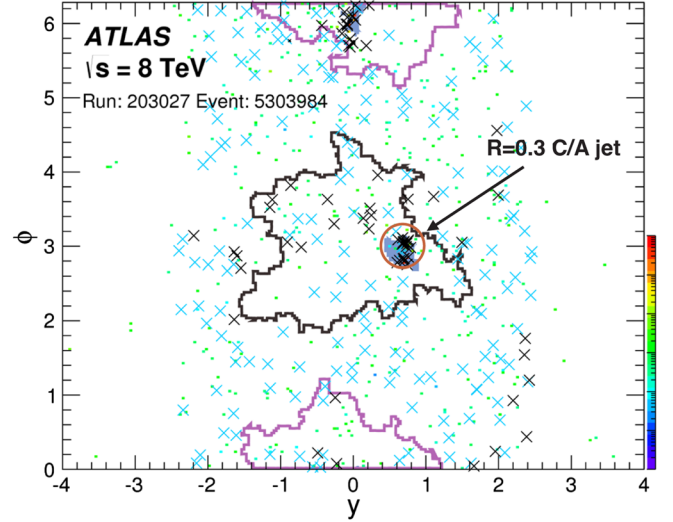 ATLAS
\s = 8 TeV
Run: 203027 Event: 5303984
R=0.3 C/A jet
ϕ
6
5
4
3
2
1
0
-4 -3 -2 -1 0 1 2 3 4
y